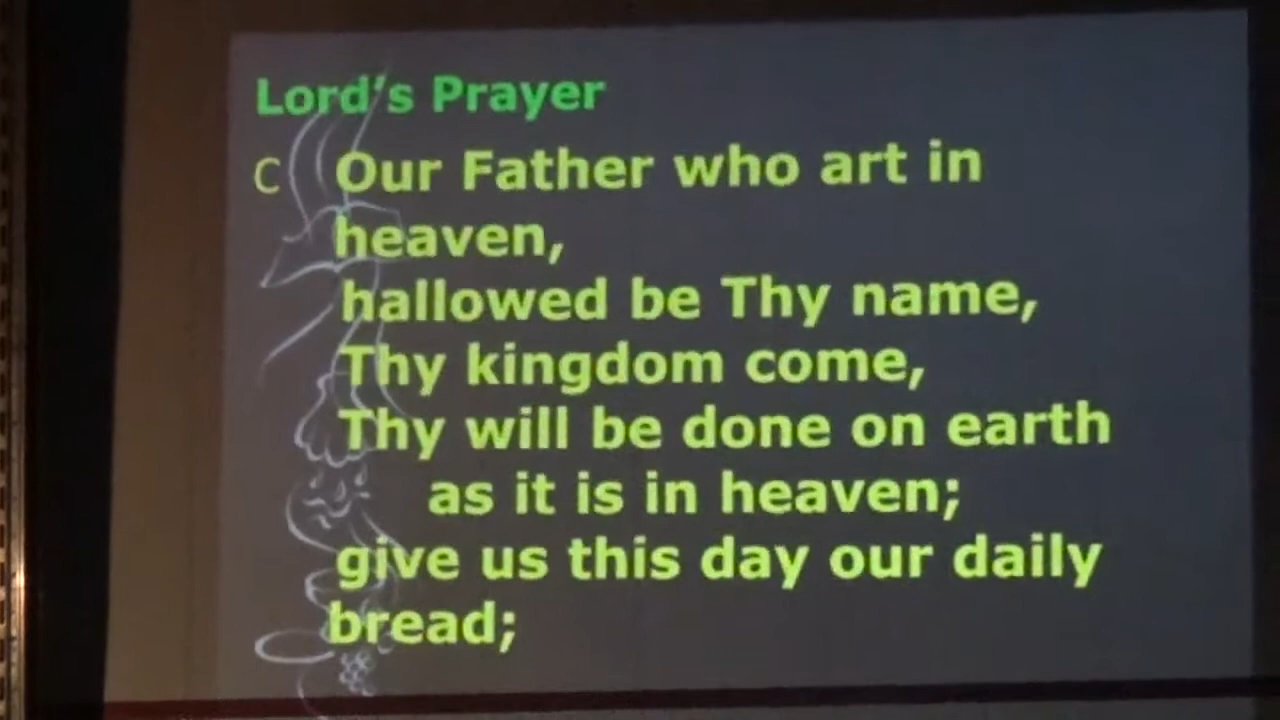 Lord's Prayer
C Our Father who art in
heaven,
hallowed be Thy name,
Thy kingdom come,
Thy will be done on earth
as it is in heaven;
give us this day our daily
bread;